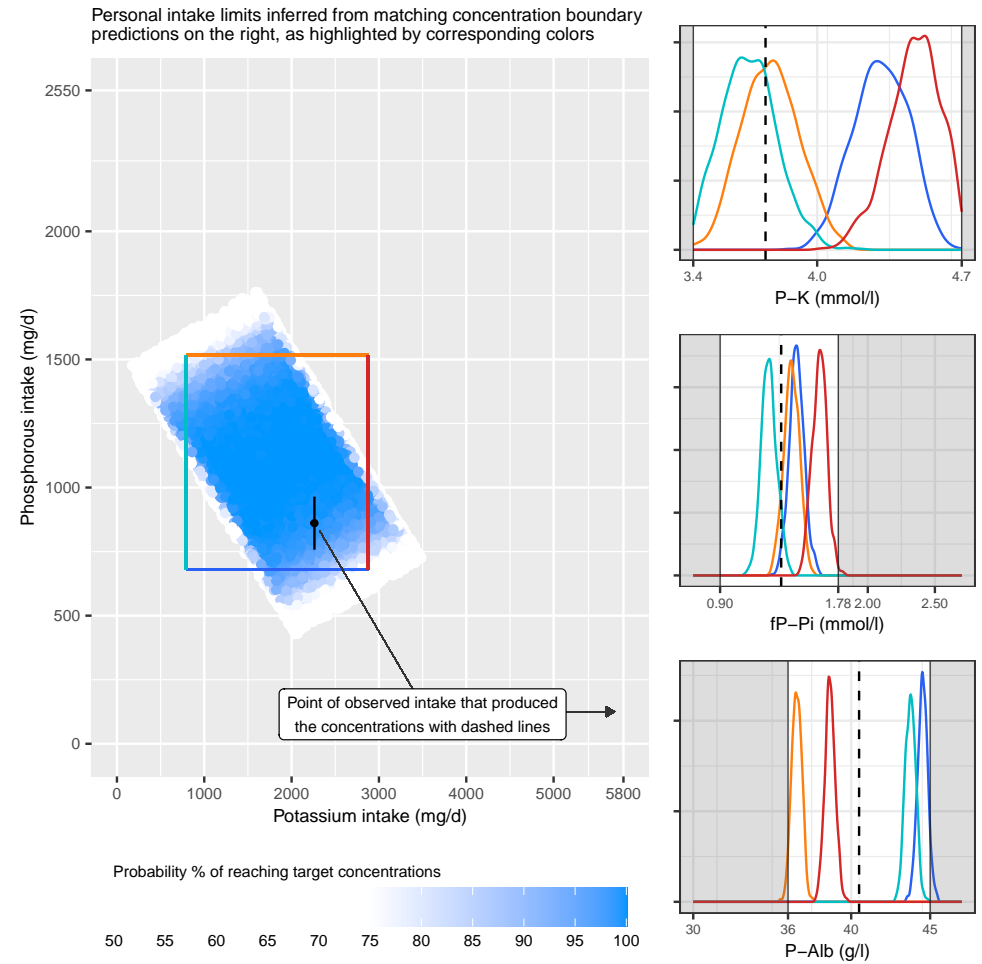 Personal intake limits inferred from matching concentration boundary
predictions on the right, as highlighted by corresponding colors
Phosphorous intake (mg/d)
2550
2000
1500
1000
500
0
Point of observed intake that produced
the concentrations with dashed lines
0 1000 2000 3000 4000 5000 5800
Potassium intake (mg/d)
Probability % of reaching target concentrations
50 55 60 65 70 75 80 85 90 95 100
3.4 4.0 4.7
P−K (mmol/l)
0.90 1.78 2.00 2.50
fP−Pi (mmol/l)
30 36 40 45
P−Alb (g/l)